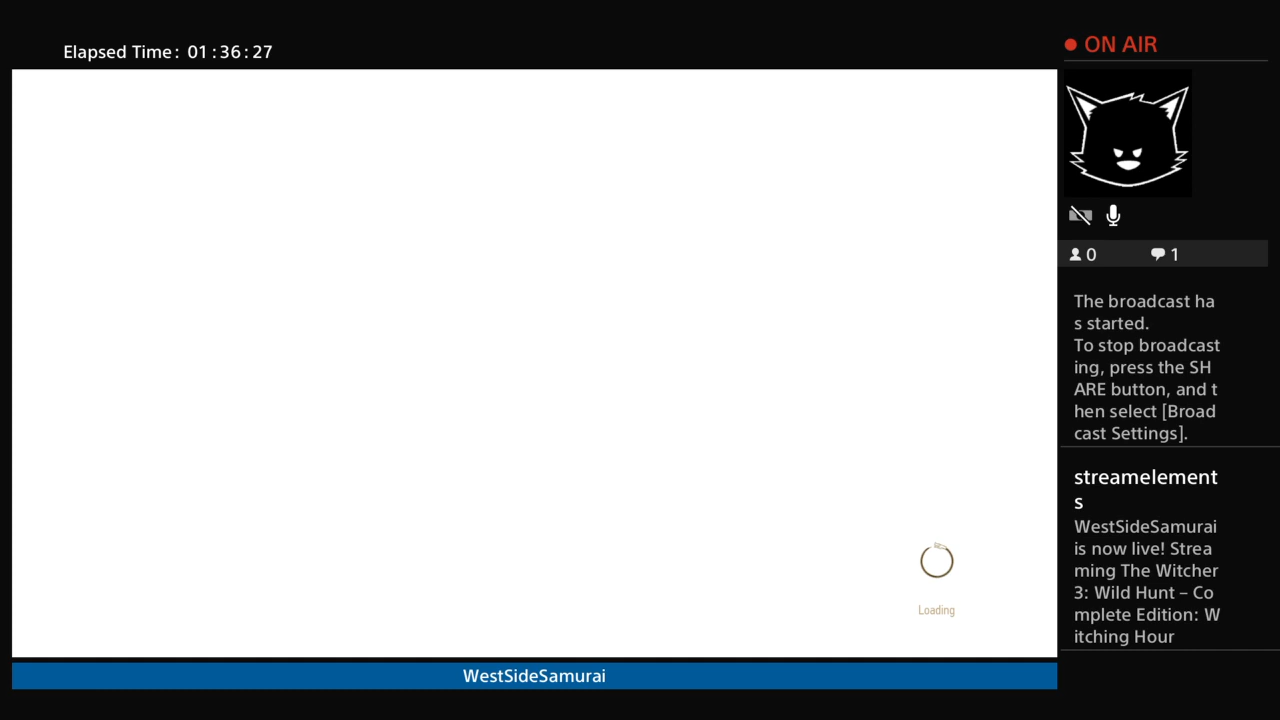 Elapsed Time: 01:36:27
ON AIR
0 1
The broadcast ha
s started.
To stop broadcast
ing, press the SH
ARE button, and t
hen select [Broad
cast Settings].
streamelement
s
WestSideSamurai
is now live! Strea
ming The Witcher
3: Wild Hunt – Co
mplete Edition: W
itching Hour
Loading
WestSideSamurai